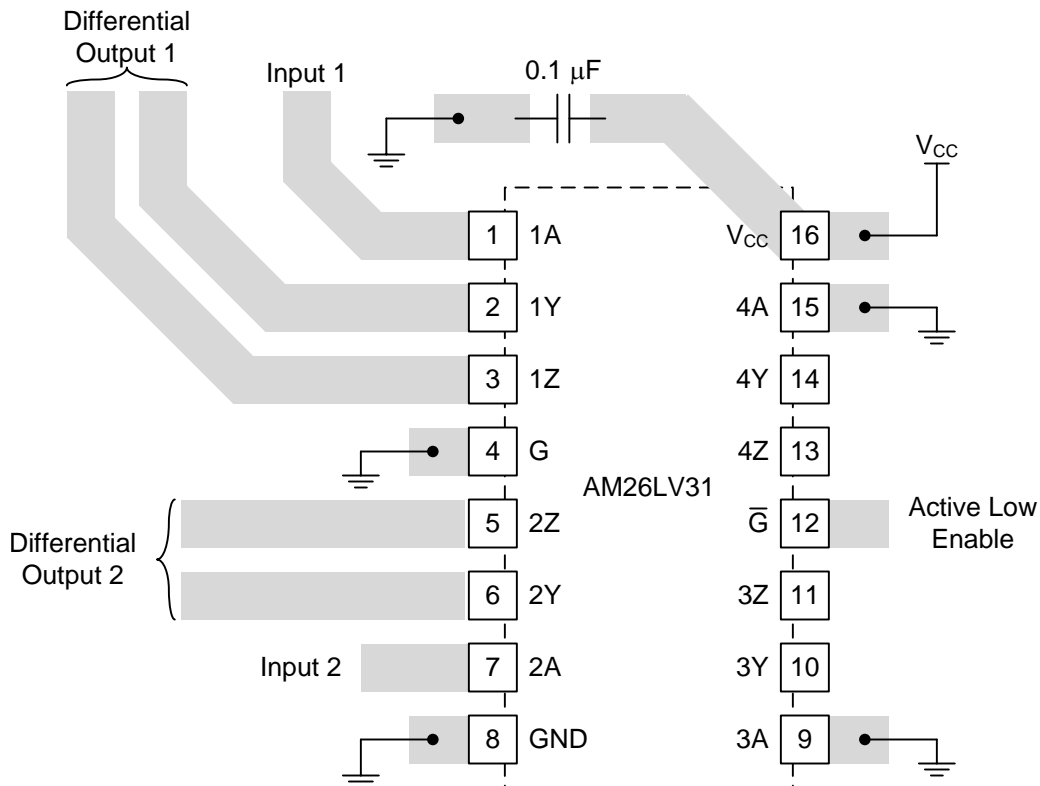 Differential
Output 1
Input 1
0.1 μF
V<sub>CC</sub>
1 1A
V<sub>CC</sub> 16
2 1Y
4A 15
3 1Z
4Y 14
4 G
4Z 13
AM26LV31
5 2Z
G̅ 12
Active Low
Enable
Differential
Output 2
6 2Y
3Z 11
Input 2
7 2A
3Y 10
8 GND
3A 9